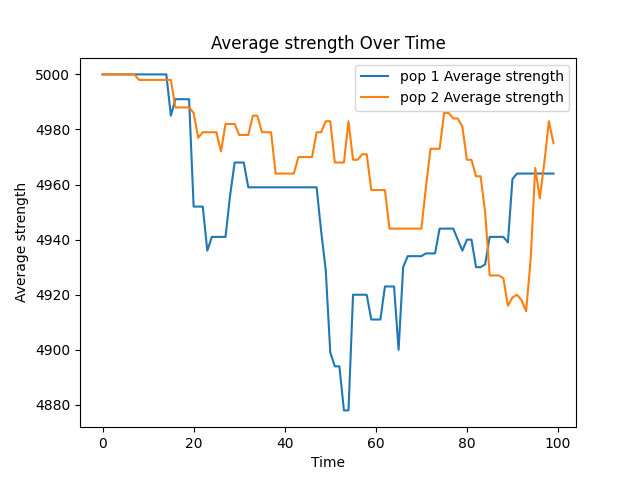 Average strength Over Time
pop 1 Average strength
pop 2 Average strength
Average strength
5000
4980
4960
4940
4920
4900
4880
0 20 40 60 80 100
Time